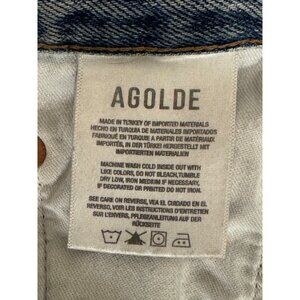 AGOLDE
MADE IN TURKEY OF IMPORTED MATERIALS
HECHO EN TURQUIA DE MATERIALES IMPORTADOS
FABRIQUÉ EN TURQUIE A PARTIR DE MATÉRIAUX
IMPORTÉS, IN DER TÜRKEI HERGESTELLT MIT
IMPORTIERTEN MATERIALIEN
MACHINE WASH COLD INSIDE OUT WITH
LIKE COLORS, DO NOT BLEACH, TUMBLE
DRY LOW, IRON MEDIUM IF NECESSARY,
IF DECORATED OR PRINTED DO NOT IRON.
SEE CARE ON REVERSE, VEA EL CUIDADO EN EL
REVERSO, VOIR LES INSTRUCTIONS D'ENTRETIEN
SUR L'ENVERS, PFLEGEANLEITUNG AUF DER
RÜCKSEITE